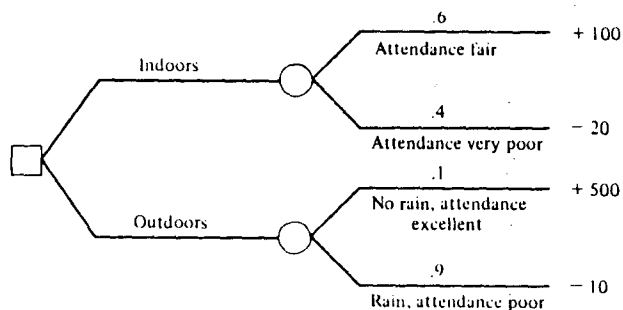 .6
Attendance fair
+ 100
Indoors
.4
Attendance very poor
− 20
.1
No rain, attendance
excellent
+ 500
Outdoors
.9
Rain, attendance poor
− 10